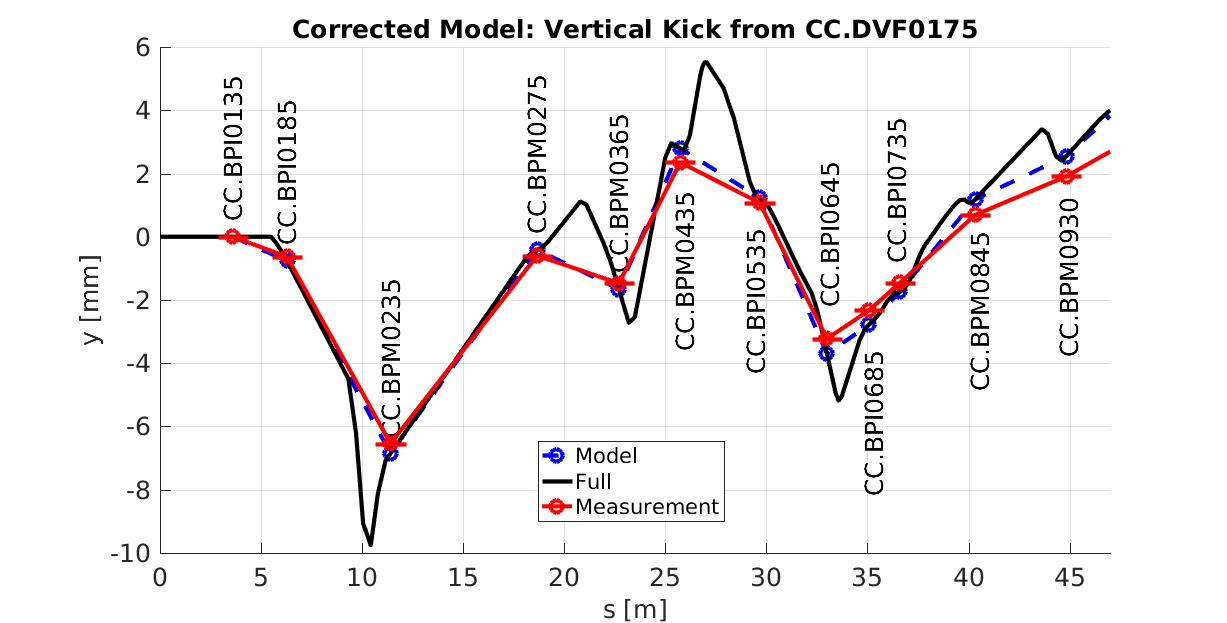 Corrected Model: Vertical Kick from CC.DVF0175
6
4
2
0
-2
-4
-6
-8
-10
y [mm]
CC.BPI0135
CC.BPI0185
CC.BPM0235
CC.BPM0275
CC.BPM0365
CC.BPM0435
CC.BPI0535
CC.BPI0645
CC.BPI0685
CC.BPI0735
CC.BPM0845
CC.BPM0930
Model
Full
Measurement
0 5 10 15 20 25 30 35 40 45
s [m]